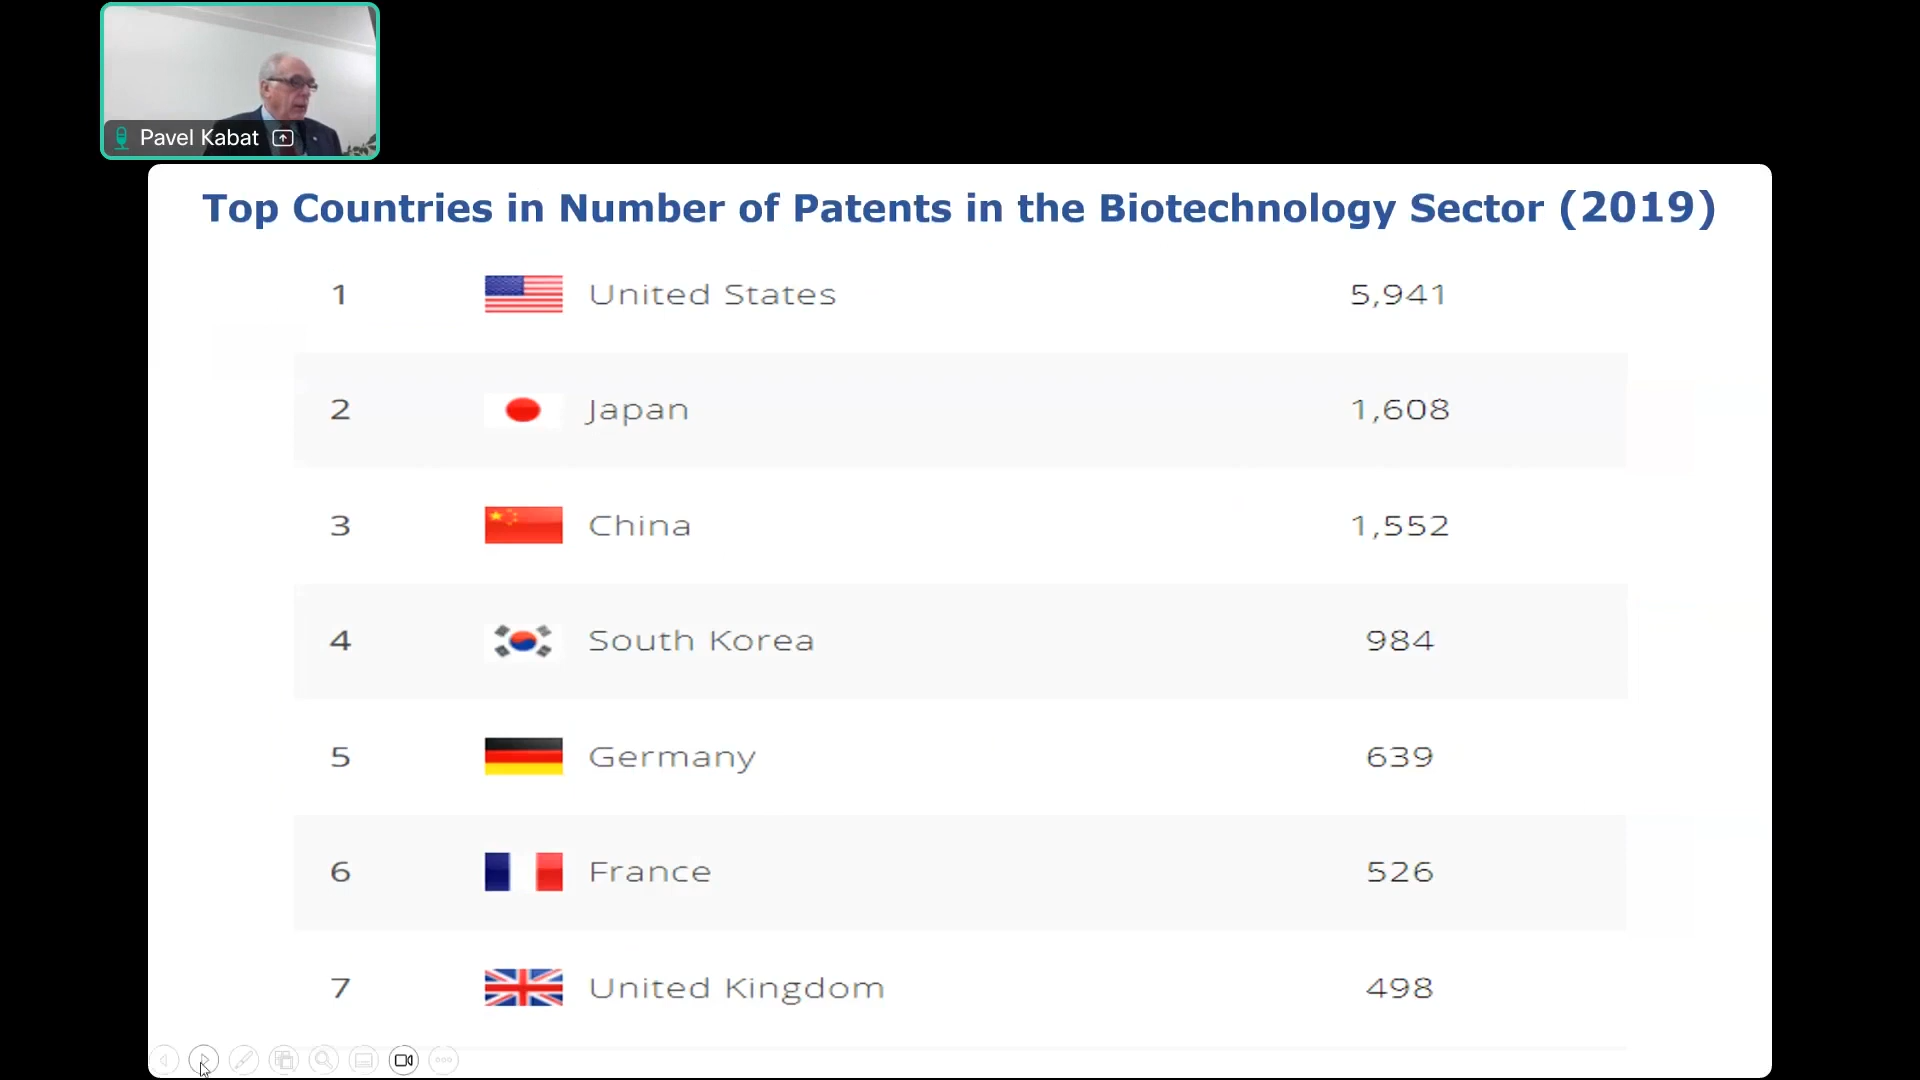 Pavel Kabat
Top Countries in Number of Patents in the Biotechnology Sector (2019)
1 United States 5,941
2 Japan 1,608
3 China 1,552
4 South Korea 984
5 Germany 639
6 France 526
7 United Kingdom 498